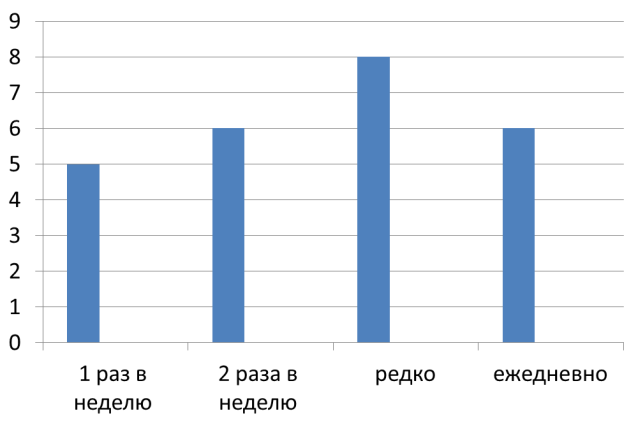 9
8
7
6
5
4
3
2
1
0
1 раз в неделю
2 раза в неделю
редко
ежедневно